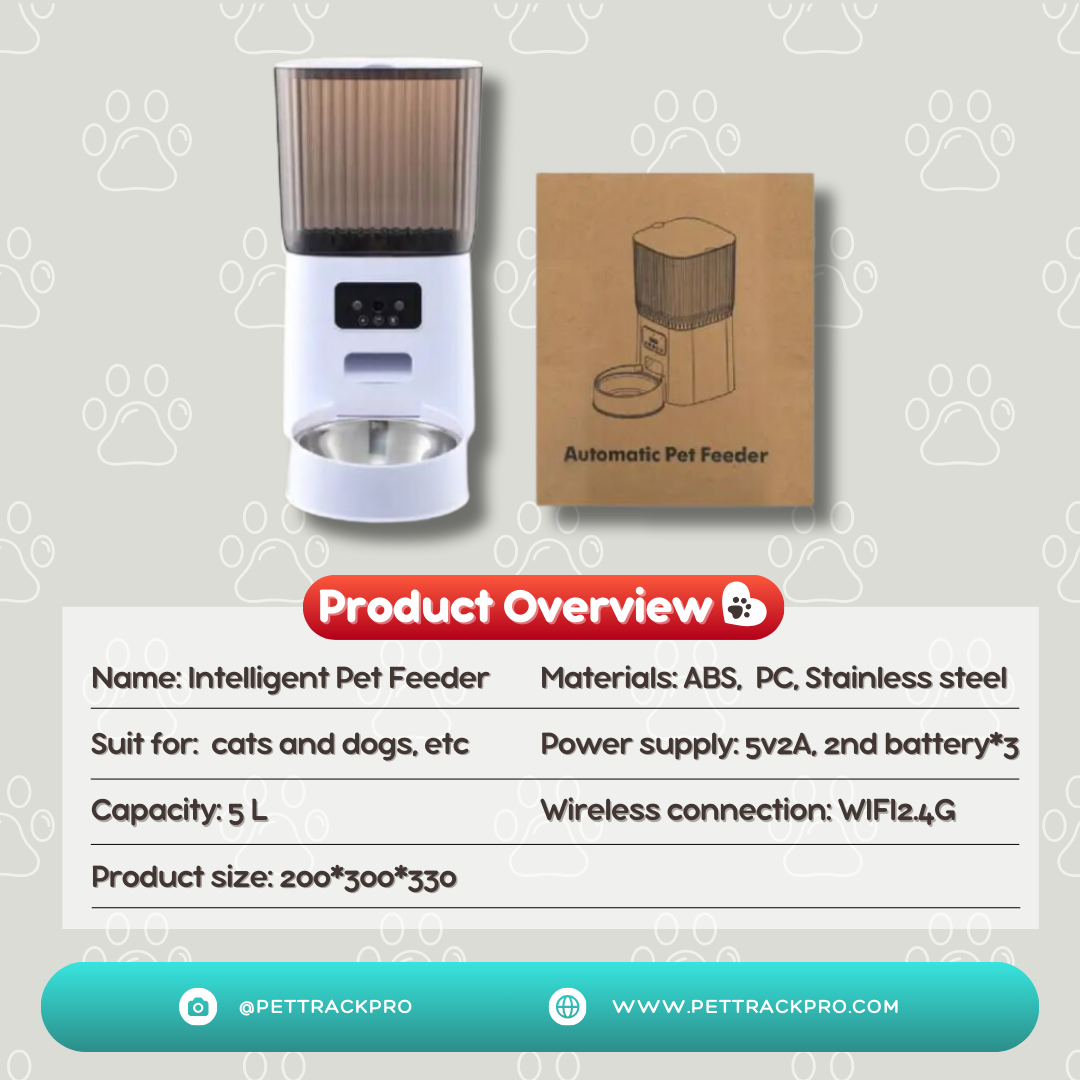 Automatic Pet Feeder
Product Overview
Name: Intelligent Pet Feeder
Materials: ABS,  PC, Stainless steel
Suit for:  cats and dogs, etc
Power supply: 5v2A, 2nd battery*3
Capacity: 5 L
Wireless connection: WIFI2.4G
Product size: 200*300*330
@PETTRACKPRO
WWW.PETTRACKPRO.COM